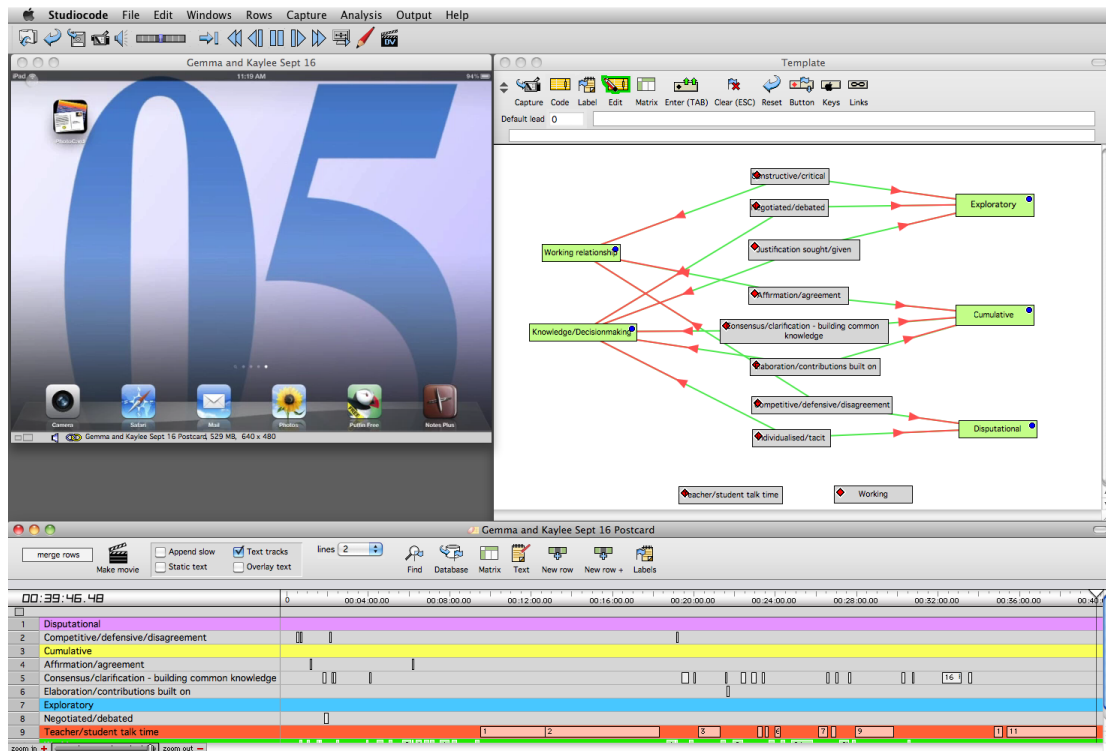 Studiocode File Edit Windows Rows Capture Analysis Output Help
Gemma and Kaylee Sept 16
iPad 11:19 AM 94%
05
Camera Safari Mail Photos Puffin Free Notes Plus
Gemma and Kaylee Sept 16 Postcard, 529 MB, 640 x 480
Template
Capture Code Label Edit Matrix Enter (TAB) Clear (ESC) Reset Button Keys Links
Default lead 0
onstructive/critical
egotiated/debated
Exploratory
Working relationship
ustification sought/given
Affirmation/agreement
Cumulative
Knowledge/Decisionmaking
onsensus/clarification - building common
knowledge
laboration/contributions built on
ompetitive/defensive/disagreement
Disputational
ndividualised/tacit
eacher/student talk time
Working
Gemma and Kaylee Sept 16 Postcard
merge rows
Make movie
Append slow
Text tracks
Static text
Overlay text
lines 2
Find Database Matrix Text New row New row + Labels
00:39:46.48
0 00:04:00.00 00:08:00.00 00:12:00.00 00:16:00.00 00:20:00.00 00:24:00.00 00:28:00.00 00:32:00.00 00:36:00.00
1 Disputational
2 Competitive/defensive/disagreement
3 Cumulative
4 Affirmation/agreement
5 Consensus/clarification - building common knowledge 16
6 Elaboration/contributions built on
7 Exploratory
8 Negotiated/debated
9 Teacher/student talk time 1 2 3 6 7 9 1 11
zoom in + zoom out −